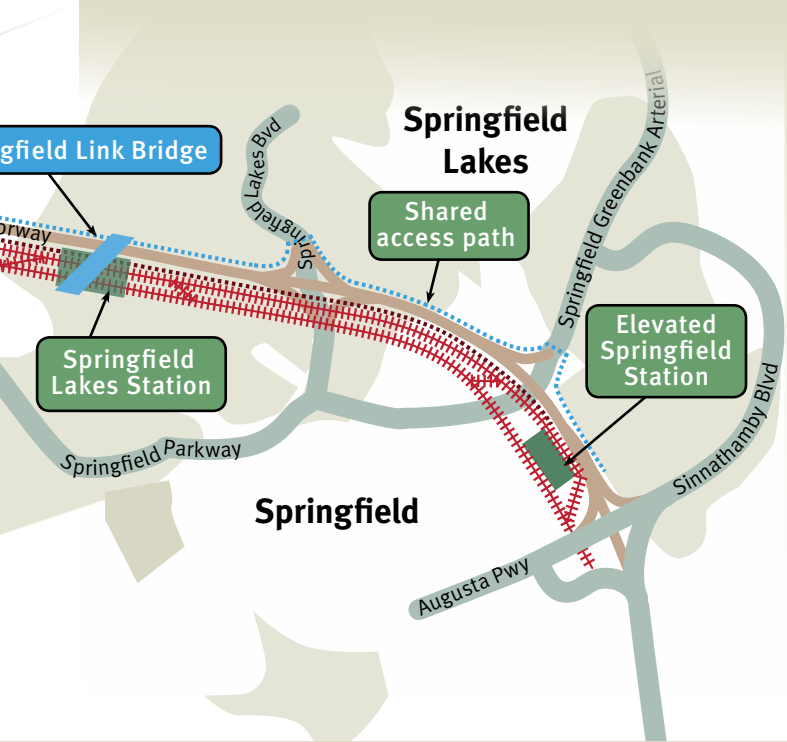 Springfield
Lakes
gfield Link Bridge
Springfield Lakes Bvd
Shared
access path
Springfield Greenbank Arterial
orway
Springfield
Lakes Station
Elevated
Springfield
Station
Sinnathamby Blvd
Springfield Parkway
Springfield
Augusta Pwy